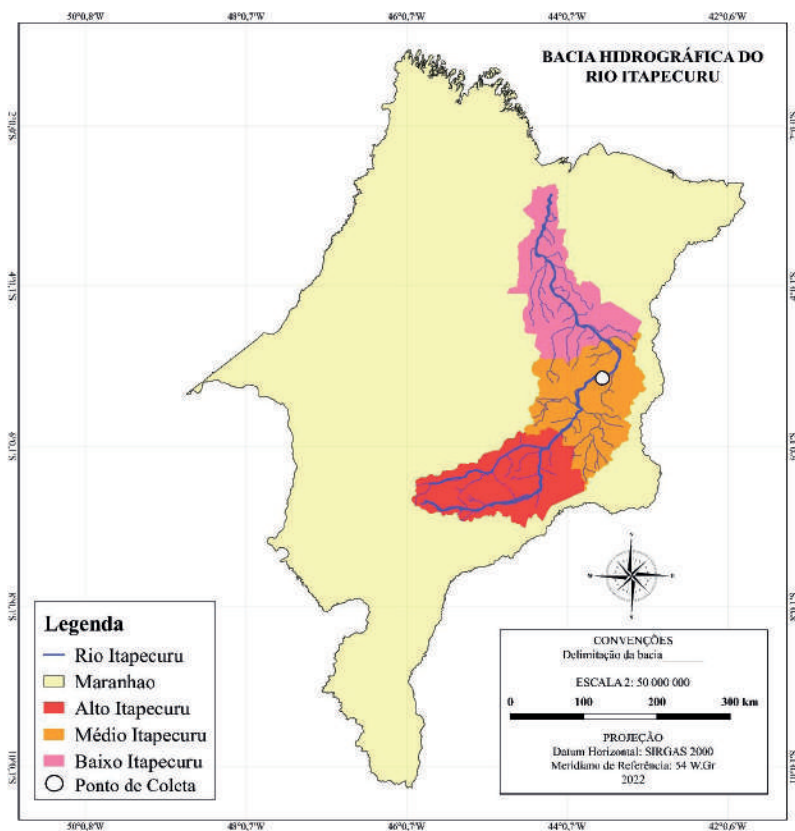 50°0,8'W 48°0,7'W 46°0,7'W 44°0,7'W 42°0,6'W
BACIA HIDROGRÁFICA DO
RIO ITAPECURU
Legenda
Rio Itapecuru
Maranhao
Alto Itapecuru
Médio Itapecuru
Baixo Itapecuru
Ponto de Coleta
CONVENÇÕES
Delimitação da bacia
ESCALA 2: 50 000 000
0 100 200 300 km
PROJEÇÃO
Datum Horizontal: SIRGAS 2000
Meridiano de Referência: 54 W.Gr
2022
50°0,8'W 48°0,7'W 46°0,7'W 44°0,7'W 42°0,6'W